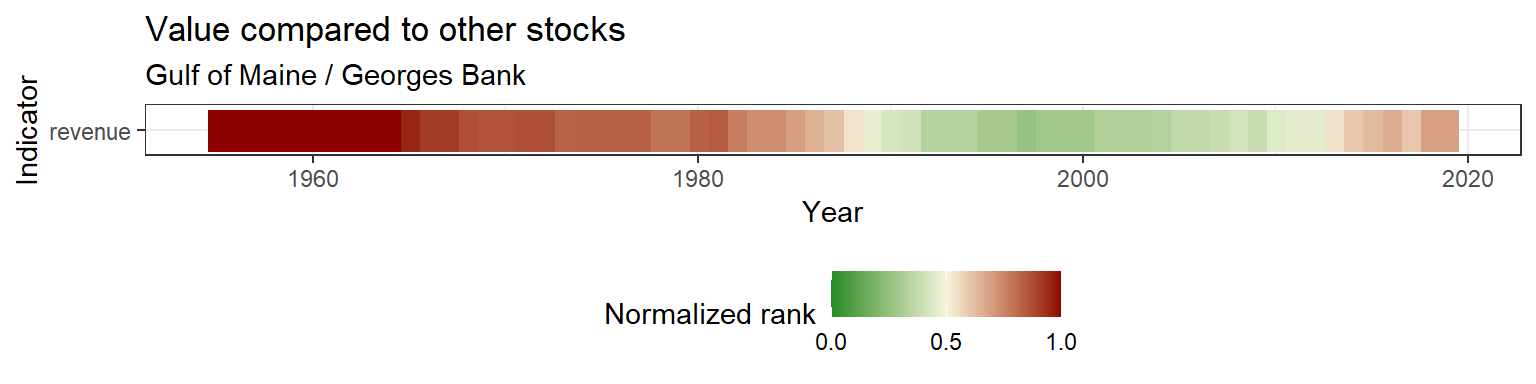 Value compared to other stocks
Gulf of Maine / Georges Bank
Indicator
revenue
1960 1980 2000 2020
Year
Normalized rank
0.0 0.5 1.0